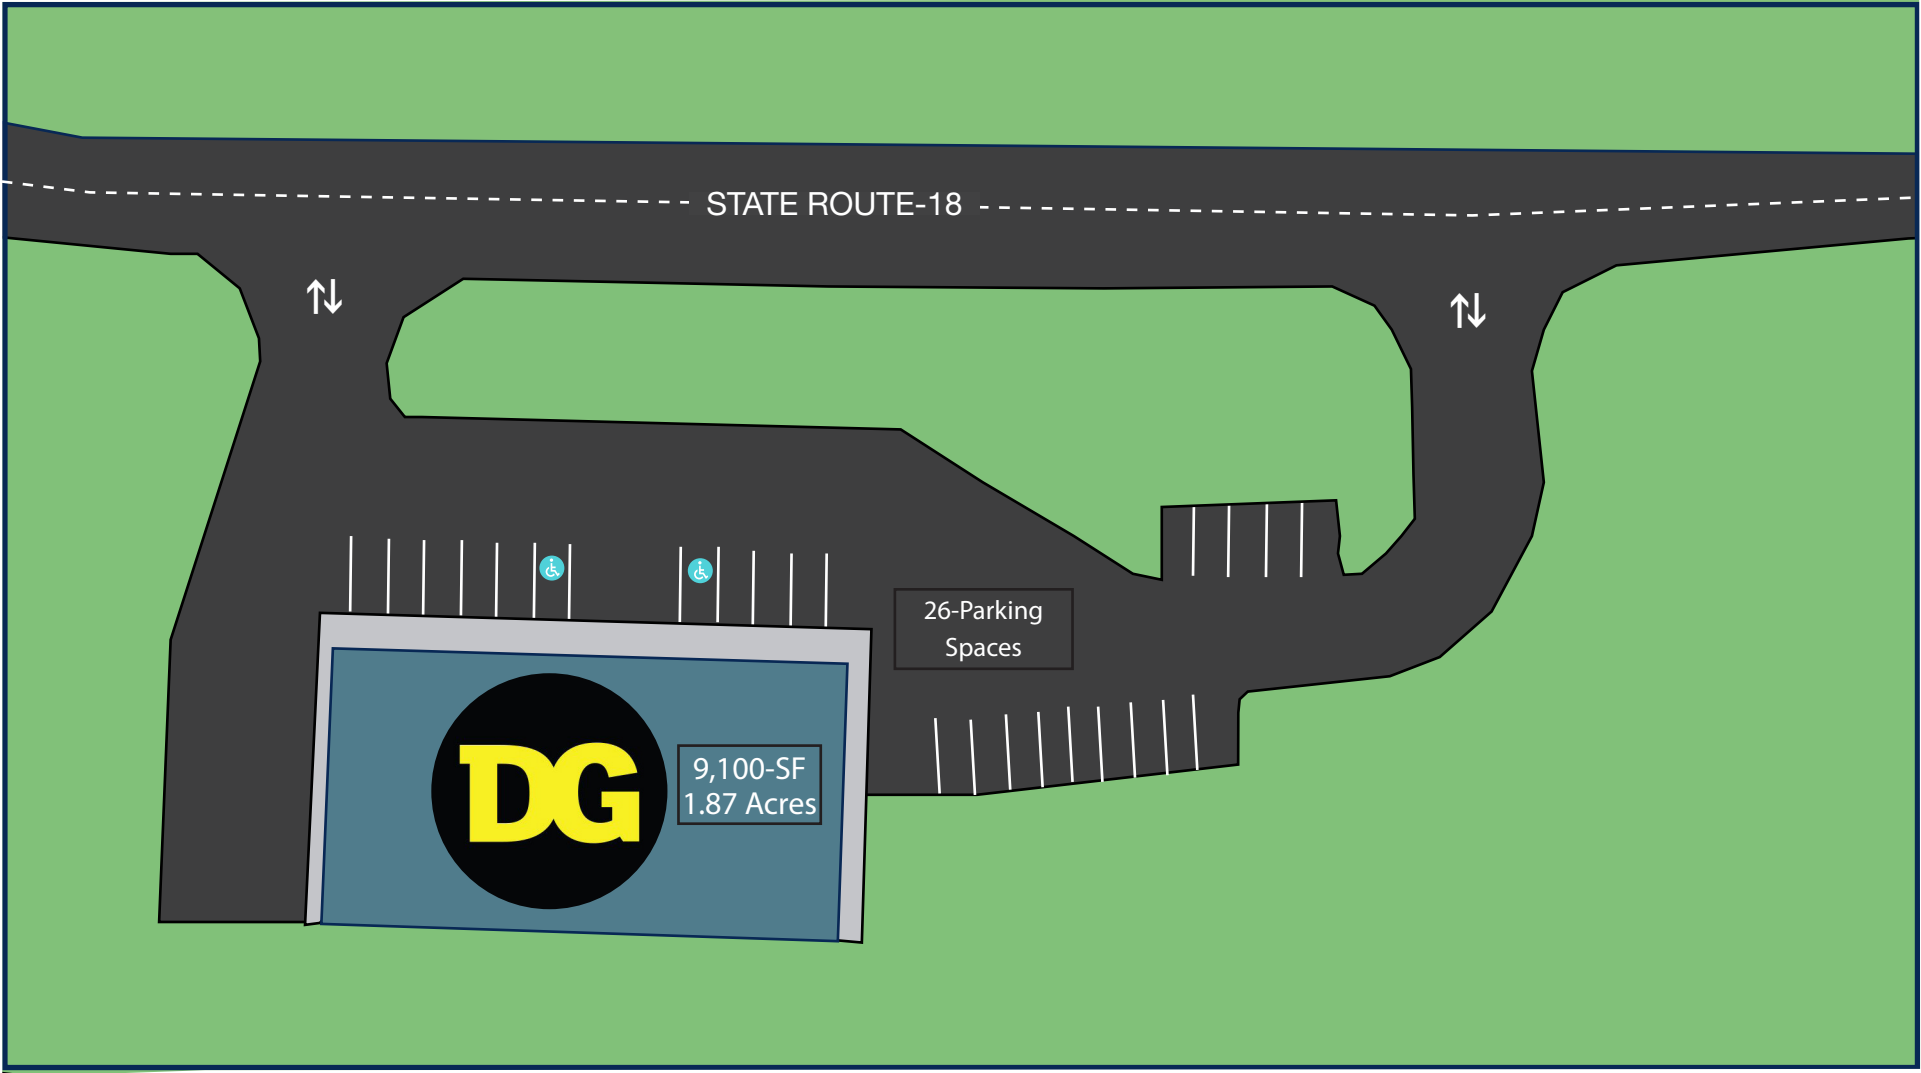 STATE ROUTE-18
26-Parking
Spaces
DG
9,100-SF
1.87 Acres